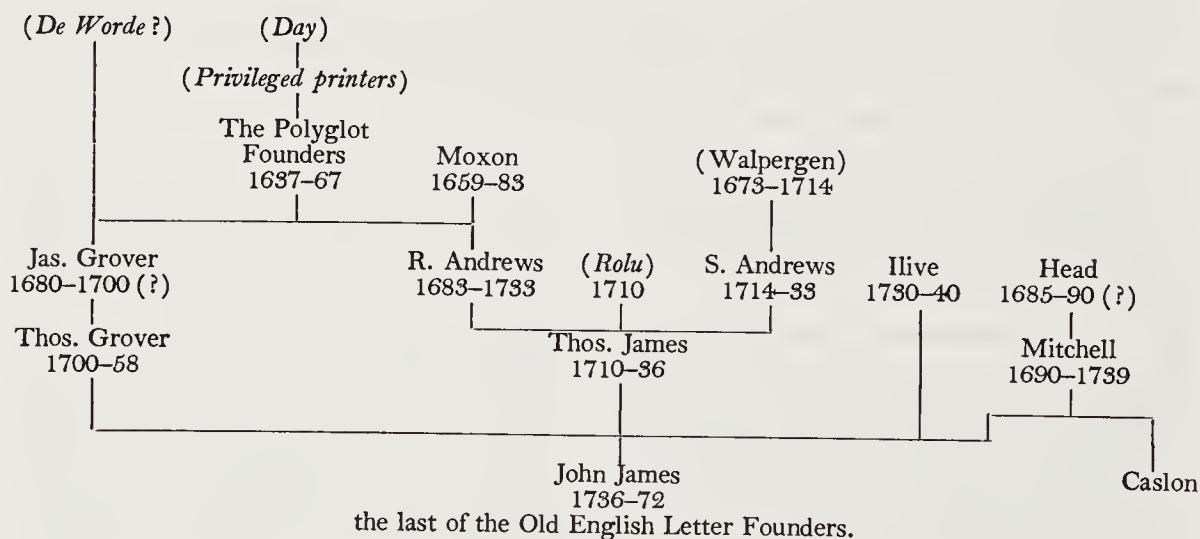 (De Worde?)
(Day)
(Privileged printers)
The Polyglot
Founders
1637–67
Moxon
1659–83
(Walpergen)
1673–1714
Jas. Grover
1680–1700 (?)
R. Andrews
1683–1733
(Rolu)
1710
S. Andrews
1714–33
Ilive
1730–40
Head
1685–90 (?)
Thos. Grover
1700–58
Thos. James
1710–36
Mitchell
1690–1739
John James
1736–72
Caslon
the last of the Old English Letter Founders.